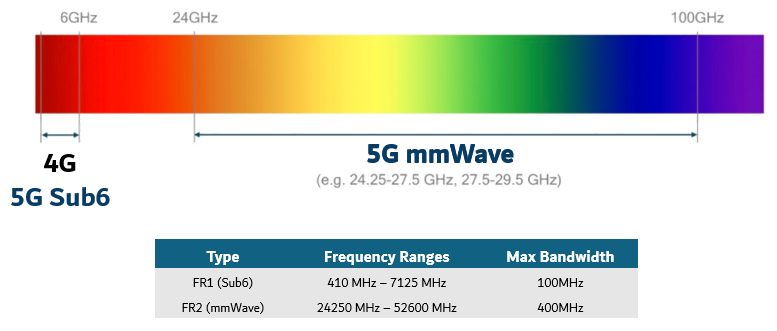 6GHz 24GHz 100GHz
4G
5G Sub6
5G mmWave
(e.g. 24.25-27.5 GHz, 27.5-29.5 GHz)
Type Frequency Ranges Max Bandwidth
FR1 (Sub6) 410 MHz – 7125 MHz 100MHz
FR2 (mmWave) 24250 MHz – 52600 MHz 400MHz